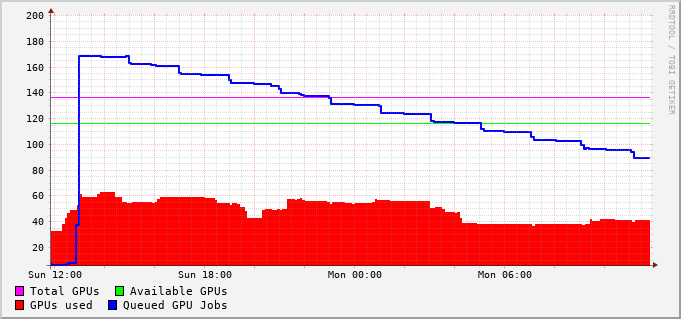 200
180
160
140
120
100
80
60
40
20
Sun 12:00 Sun 18:00 Mon 00:00 Mon 06:00
Total GPUs Available GPUs
GPUs used Queued GPU Jobs
RRDTOOL / TOBI OETIKER